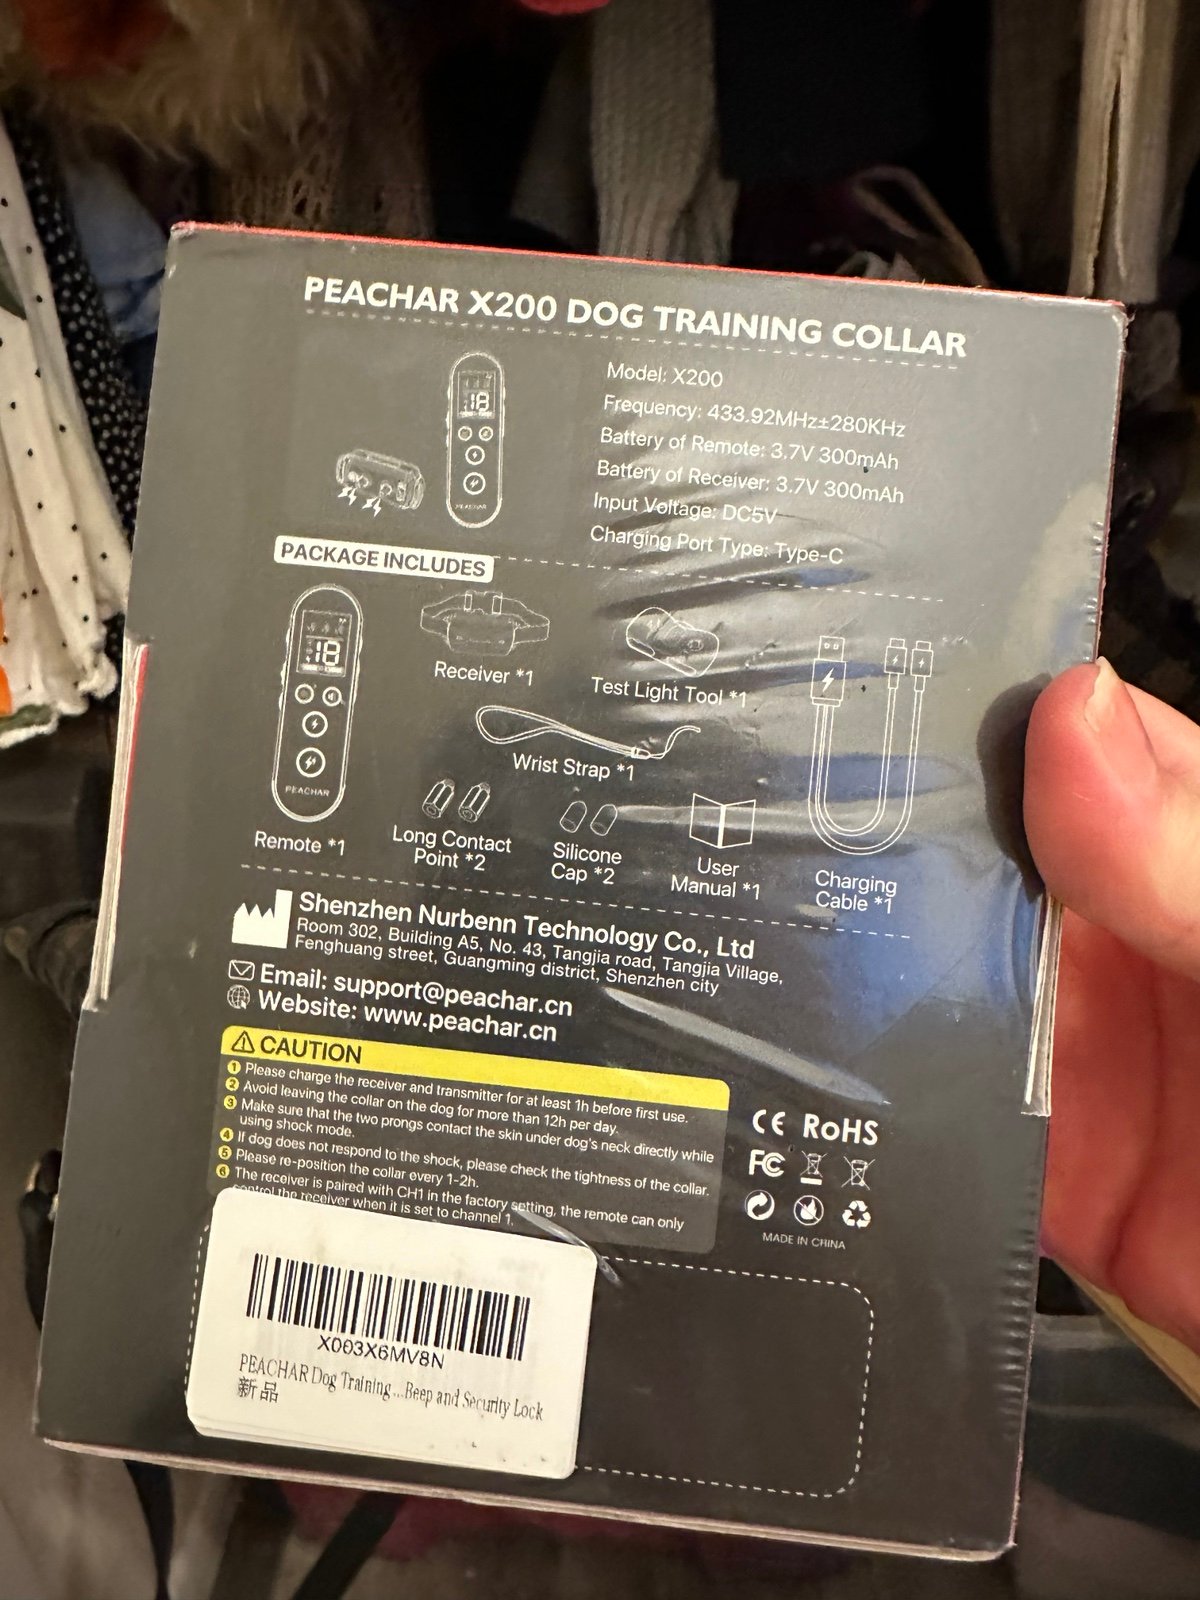 PEACHAR X200 DOG TRAINING COLLAR
Model: X200
Frequency: 433.92MHz±280KHz
Battery of Remote: 3.7V 300mAh
Battery of Receiver: 3.7V 300mAh
Input Voltage: DC5V
Charging Port Type: Type-C
18
PEACHAR
PACKAGE INCLUDES
18
PEACHAR
Remote *1
Receiver *1
Test Light Tool *1
Wrist Strap *1
Long Contact
Point *2
Silicone
Cap *2
User
Manual *1
Charging
Cable *1
Shenzhen Nurbenn Technology Co., Ltd
Room 302, Building A5, No. 43, Tangjia road, Tangjia Village,
Fenghuang street, Guangming district, Shenzhen city
Email: support@peachar.cn
Website: www.peachar.cn
CAUTION
1 Please charge the receiver and transmitter for at least 1h before first use.
2 Avoid leaving the collar on the dog for more than 12h per day.
3 Make sure that the two prongs contact the skin under dog's neck directly while
using shock mode.
4 If dog does not respond to the shock, please check the tightness of the collar.
5 Please re-position the collar every 1-2h.
6 The receiver is paired with CH1 in the factory setting, the remote can only
control the receiver when it is set to channel 1.
CE RoHS
FC
MADE IN CHINA
X003X6MV8N
PEACHAR Dog Training...Beep and Security Lock
新品